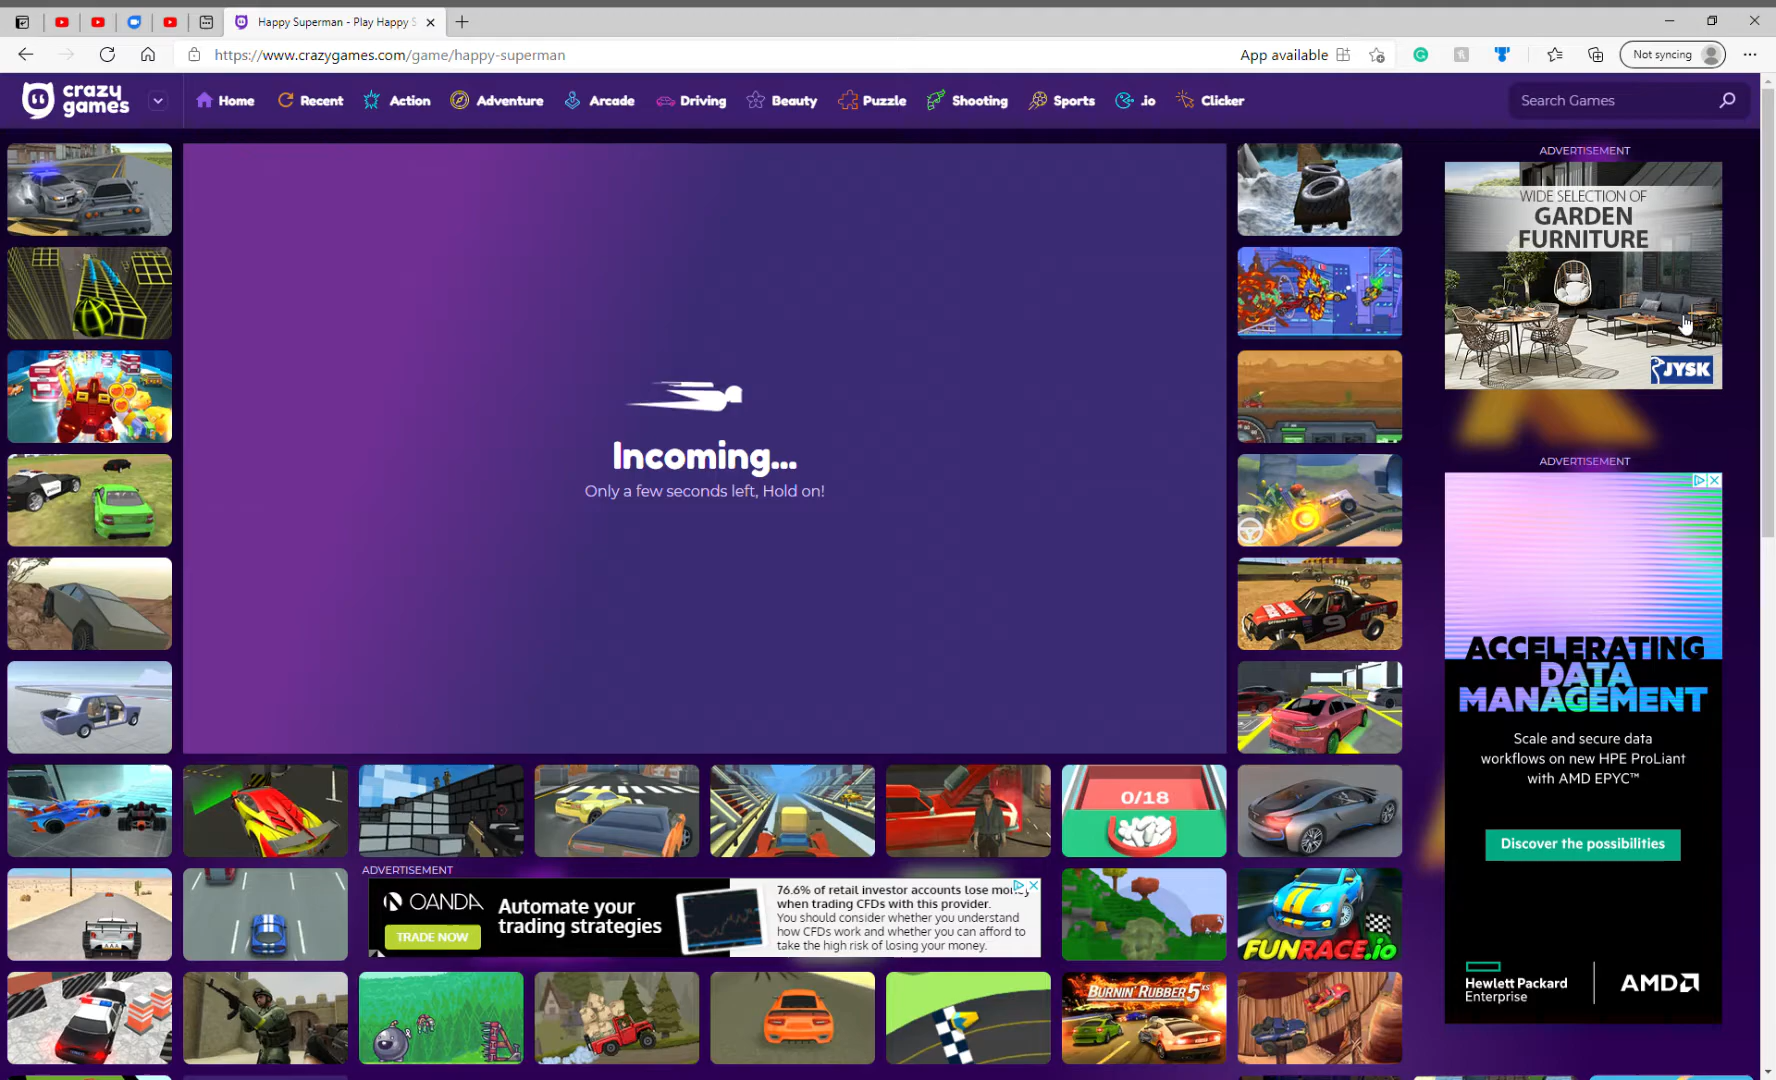 Happy Superman - Play Happy S
https://www.crazygames.com/game/happy-superman
App available
Not syncing
crazy games
Home
Recent
Action
Adventure
Arcade
Driving
Beauty
Puzzle
Shooting
Sports
.io
Clicker
Search Games
ADVERTISEMENT
WIDE SELECTION OF
GARDEN
FURNITURE
JYSK
Incoming...
Only a few seconds left, Hold on!
ADVERTISEMENT
ACCELERATING
DATA
MANAGEMENT
Scale and secure data
workflows on new HPE ProLiant
with AMD EPYC™
Discover the possibilities
Hewlett Packard
Enterprise
AMD
0/18
ADVERTISEMENT
OANDA
TRADE NOW
Automate your
trading strategies
76.6% of retail investor accounts lose money
when trading CFDs with this provider.
You should consider whether you understand
how CFDs work and whether you can afford to
take the high risk of losing your money.
FUNRACE.io
BURNIN' RUBBER 5 XS
9